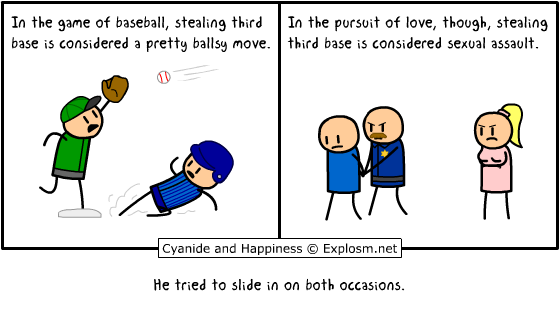 In the game of baseball, stealing third
base is considered a pretty ballsy move.
In the pursuit of love, though, stealing
third base is considered sexual assault.
Cyanide and Happiness © Explosm.net
He tried to slide in on both occasions.